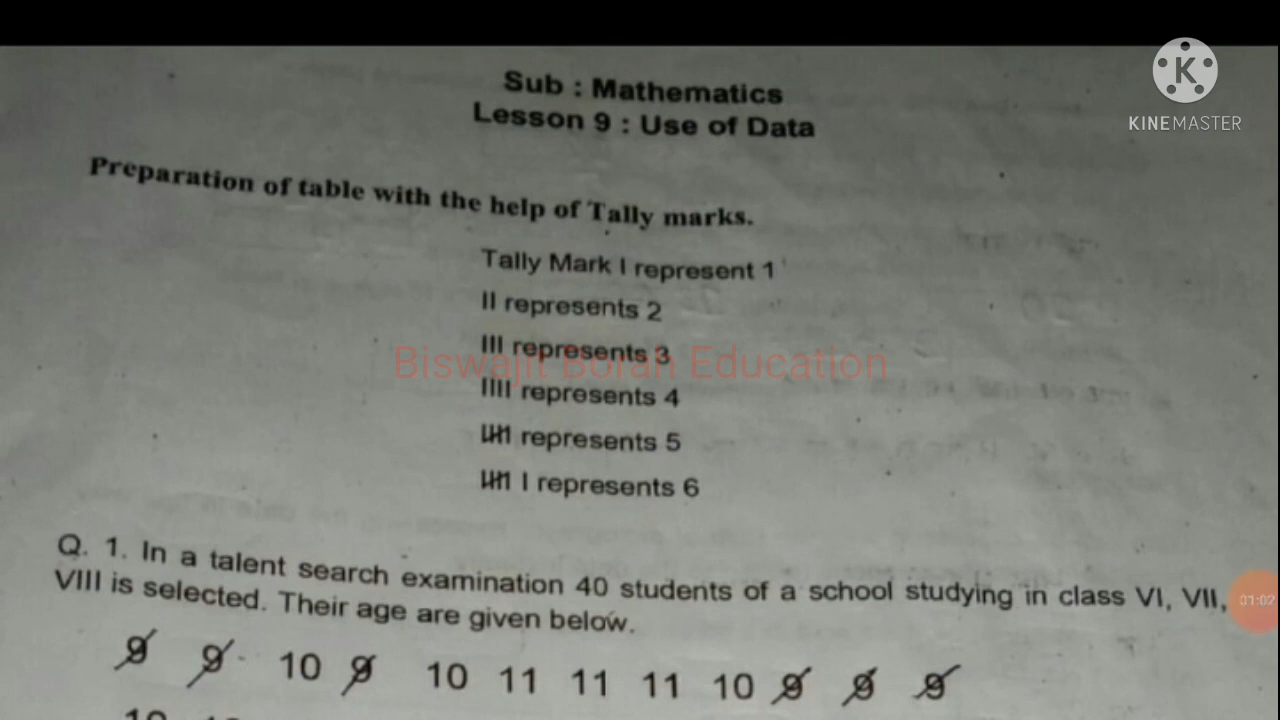 K
KINEMASTER
Sub : Mathematics
Lesson 9 : Use of Data
Preparation of table with the help of Tally marks.
Tally Mark I represent 1
II represents 2
III represents 3
Biswajit Borah Education
IIII represents 4
represents 5
I represents 6
Q. 1. In a talent search examination 40 students of a school studying in class VI, VII,
VIII is selected. Their age are given below.
01:02
9 9 10 9 10 11 11 11 10 9 9 9